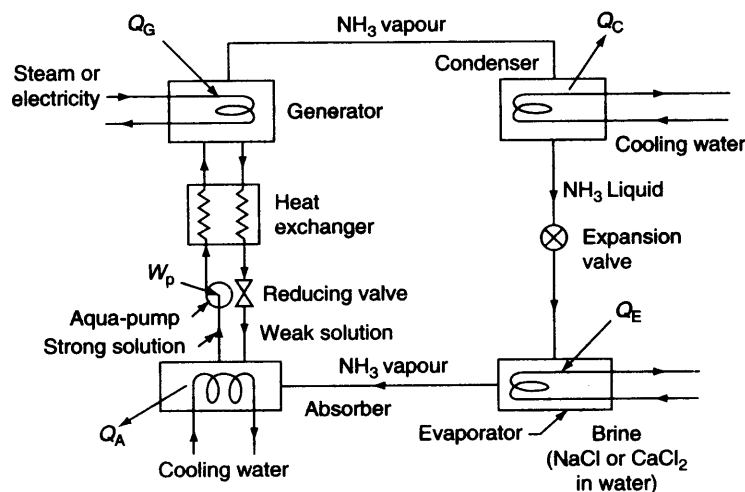 Q_G
NH₃ vapour
Q_C
Steam or
electricity
Generator
Condenser
Cooling water
Heat
exchanger
NH₃ Liquid
Expansion
valve
W_p
Aqua-pump
Reducing valve
Strong solution
Weak solution
Q_E
NH₃ vapour
Q_A
Absorber
Evaporator
Cooling water
Brine
(NaCl or CaCl₂
in water)